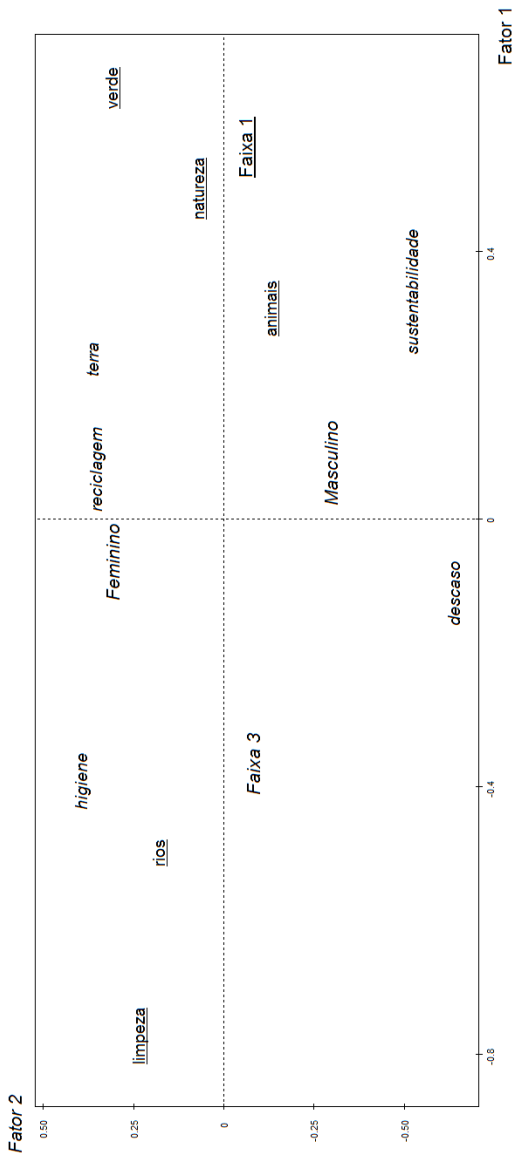 Fator 2
0.50
0.25
0
-0.25
-0.50
-0.8
-0.4
0
0.4
Fator 1
verde
natureza
Faixa 1
animais
sustentabilidade
terra
reciclagem
Masculino
Feminino
descaso
higiene
Faixa 3
rios
limpeza